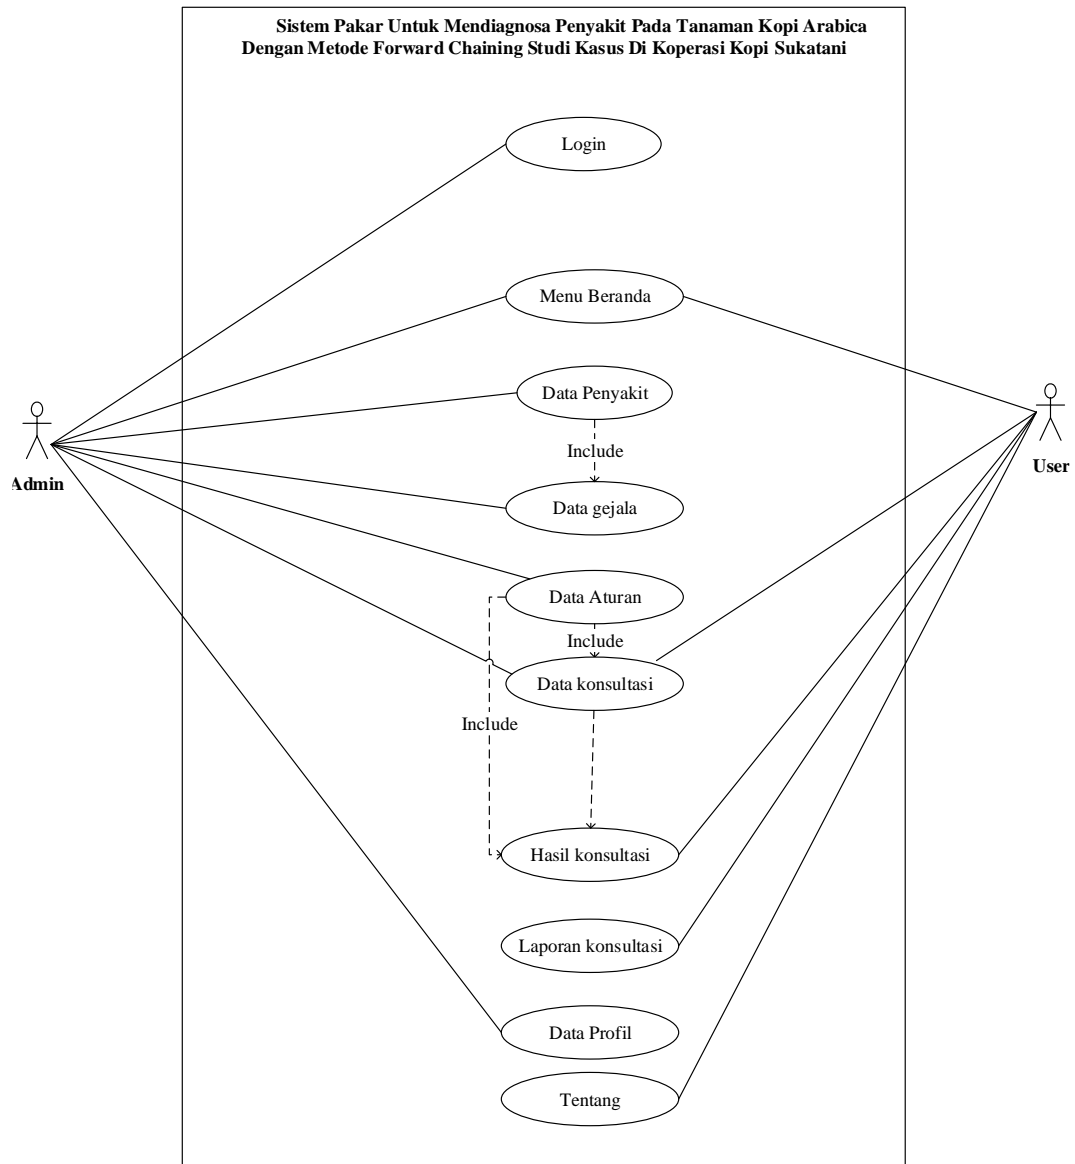 Sistem Pakar Untuk Mendiagnosa Penyakit Pada Tanaman Kopi Arabica
Dengan Metode Forward Chaining Studi Kasus Di Koperasi Kopi Sukatani
Login
Menu Beranda
Data Penyakit
Include
Admin
User
Data gejala
Data Aturan
Include
Data konsultasi
Include
Hasil konsultasi
Laporan konsultasi
Data Profil
Tentang